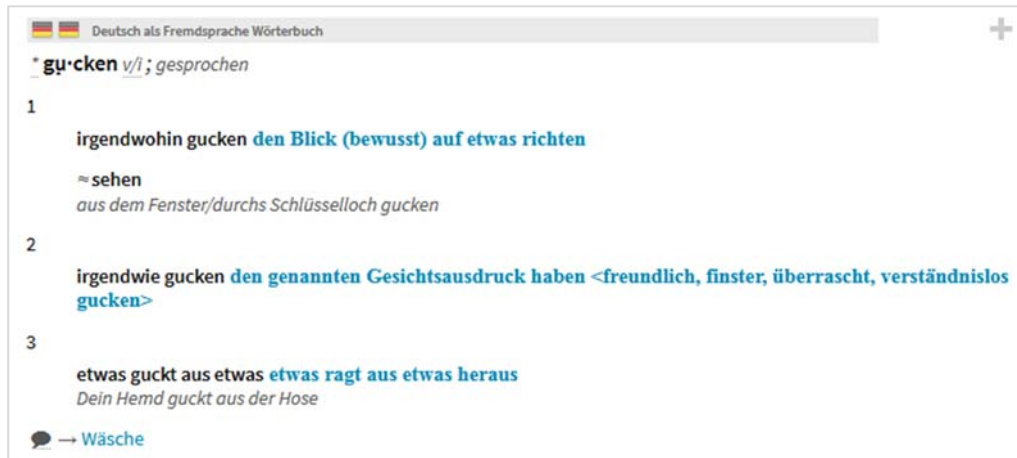 Deutsch als Fremdsprache Wörterbuch
* gụ·cken v/i ; gesprochen
1
irgendwohin gucken den Blick (bewusst) auf etwas richten
≈ sehen
aus dem Fenster/durchs Schlüsselloch gucken
2
irgendwie gucken den genannten Gesichtsausdruck haben <freundlich, finster, überrascht, verständnislos
gucken>
3
etwas guckt aus etwas etwas ragt aus etwas heraus
Dein Hemd guckt aus der Hose
→ Wäsche